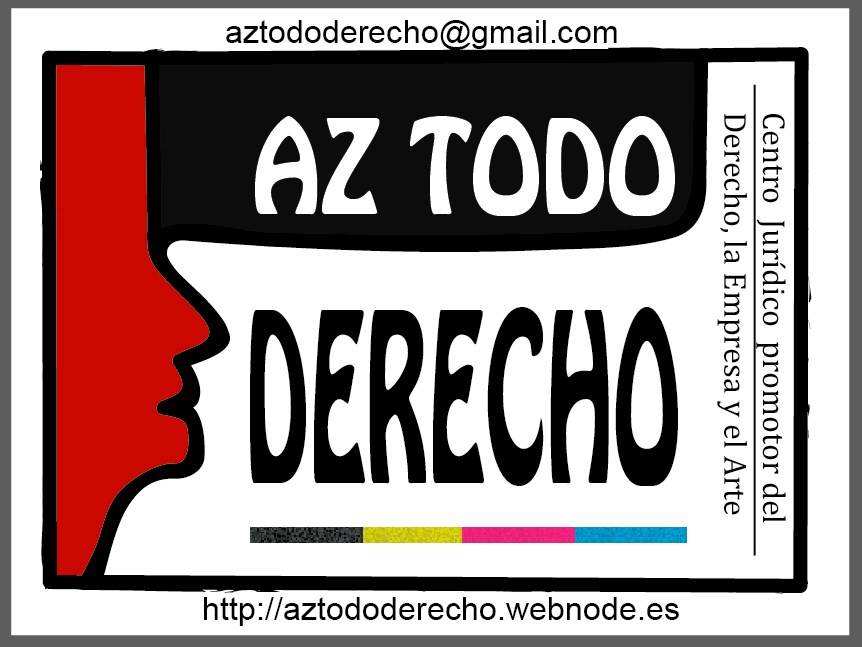 aztododerecho@gmail.com
AZ TODO
DERECHO
Centro Jurídico promotor del
Derecho, la Empresa y el Arte
http://aztododerecho.webnode.es